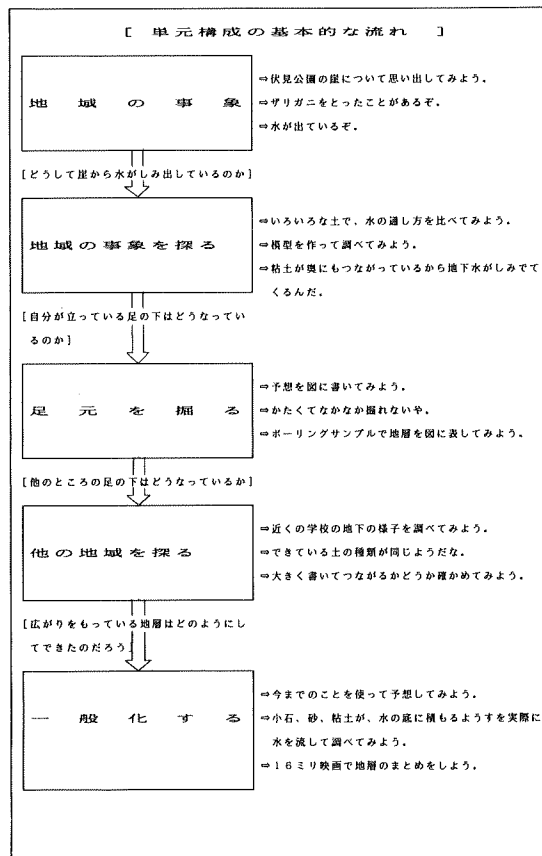 [ 単元構成の基本的な流れ ]
地域の事象
⇒伏見公園の崖について思い出してみよう。
⇒ザリガニをとったことがあるぞ。
⇒水が出ているぞ。
[どうして崖から水がしみ出しているのか]
地域の事象を探る
⇒いろいろな土で、水の通し方を比べてみよう。
⇒模型を作って調べてみよう。
⇒粘土が奥にもつながっているから地下水がしみでて
くるんだ。
[自分が立っている足の下はどうなってい
るのか]
足元を掘る
⇒予想を図に書いてみよう。
⇒かたくてなかなか掘れないや。
⇒ボーリングサンプルで地層を図に表してみよう。
[他のところの足の下はどうなっているか]
他の地域を探る
⇒近くの学校の地下の様子を調べてみよう。
⇒できている土の種類が同じようだな。
⇒大きく書いてつながるかどうか確かめてみよう。
[広がりをもっている地層はどのようにし
てできたのだろう]
一般化する
⇒今までのことを使って予想してみよう。
⇒小石、砂、粘土が、水の底に積もるようすを実際に
水を流して調べてみよう。
⇒16ミリ映画で地層のまとめをしよう。